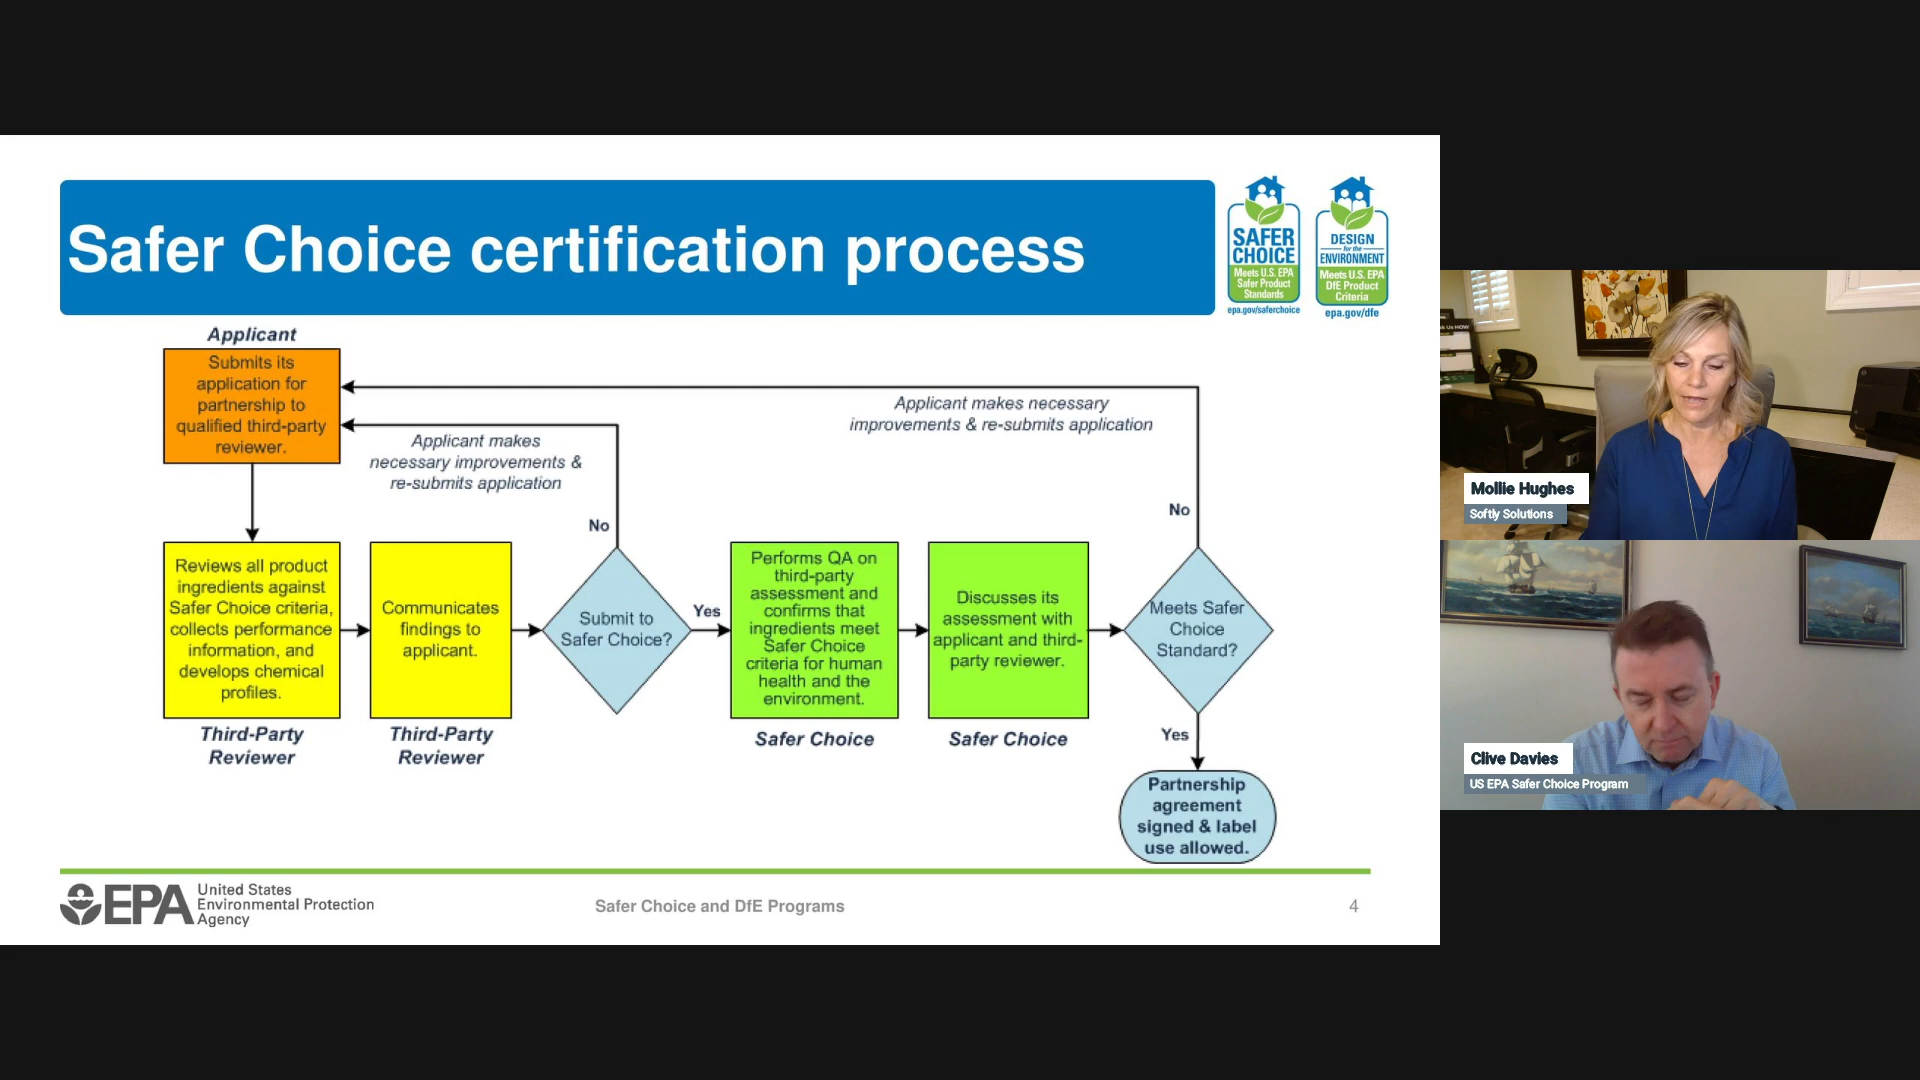 Safer Choice certification process
SAFER
CHOICE
Meets U.S. EPA
Safer Product
Standards
epa.gov/saferchoice
DESIGN
for the
ENVIRONMENT
Meets U.S. EPA
DfE Product
Criteria
epa.gov/dfe
Applicant
Submits its
application for
partnership to
qualified third-party
reviewer.
Applicant makes necessary
improvements & re-submits application
Applicant makes
necessary improvements &
re-submits application
No
No
Reviews all product
ingredients against
Safer Choice criteria,
collects performance
information, and
develops chemical
profiles.
Third-Party
Reviewer
Communicates
findings to
applicant.
Third-Party
Reviewer
Submit to
Safer Choice?
Yes
Performs QA on
third-party
assessment and
confirms that
ingredients meet
Safer Choice
criteria for human
health and the
environment.
Safer Choice
Discusses its
assessment with
applicant and third-
party reviewer.
Safer Choice
Meets Safer
Choice
Standard?
Yes
Partnership
agreement
signed & label
use allowed.
EPA
United States
Environmental Protection
Agency
Safer Choice and DfE Programs
4
Mollie Hughes
Softly Solutions
Clive Davies
US EPA Safer Choice Program